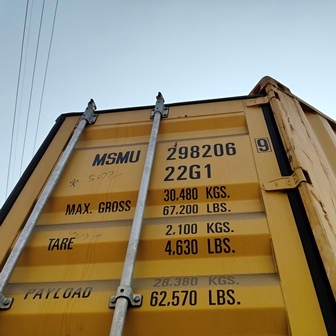 MSMU 298206 9
22G1
30,480 KGS.
MAX. GROSS 67,200 LBS.
2,100 KGS.
TARE 4,630 LBS.
28,380 KGS.
PAYLOAD 62,570 LBS.